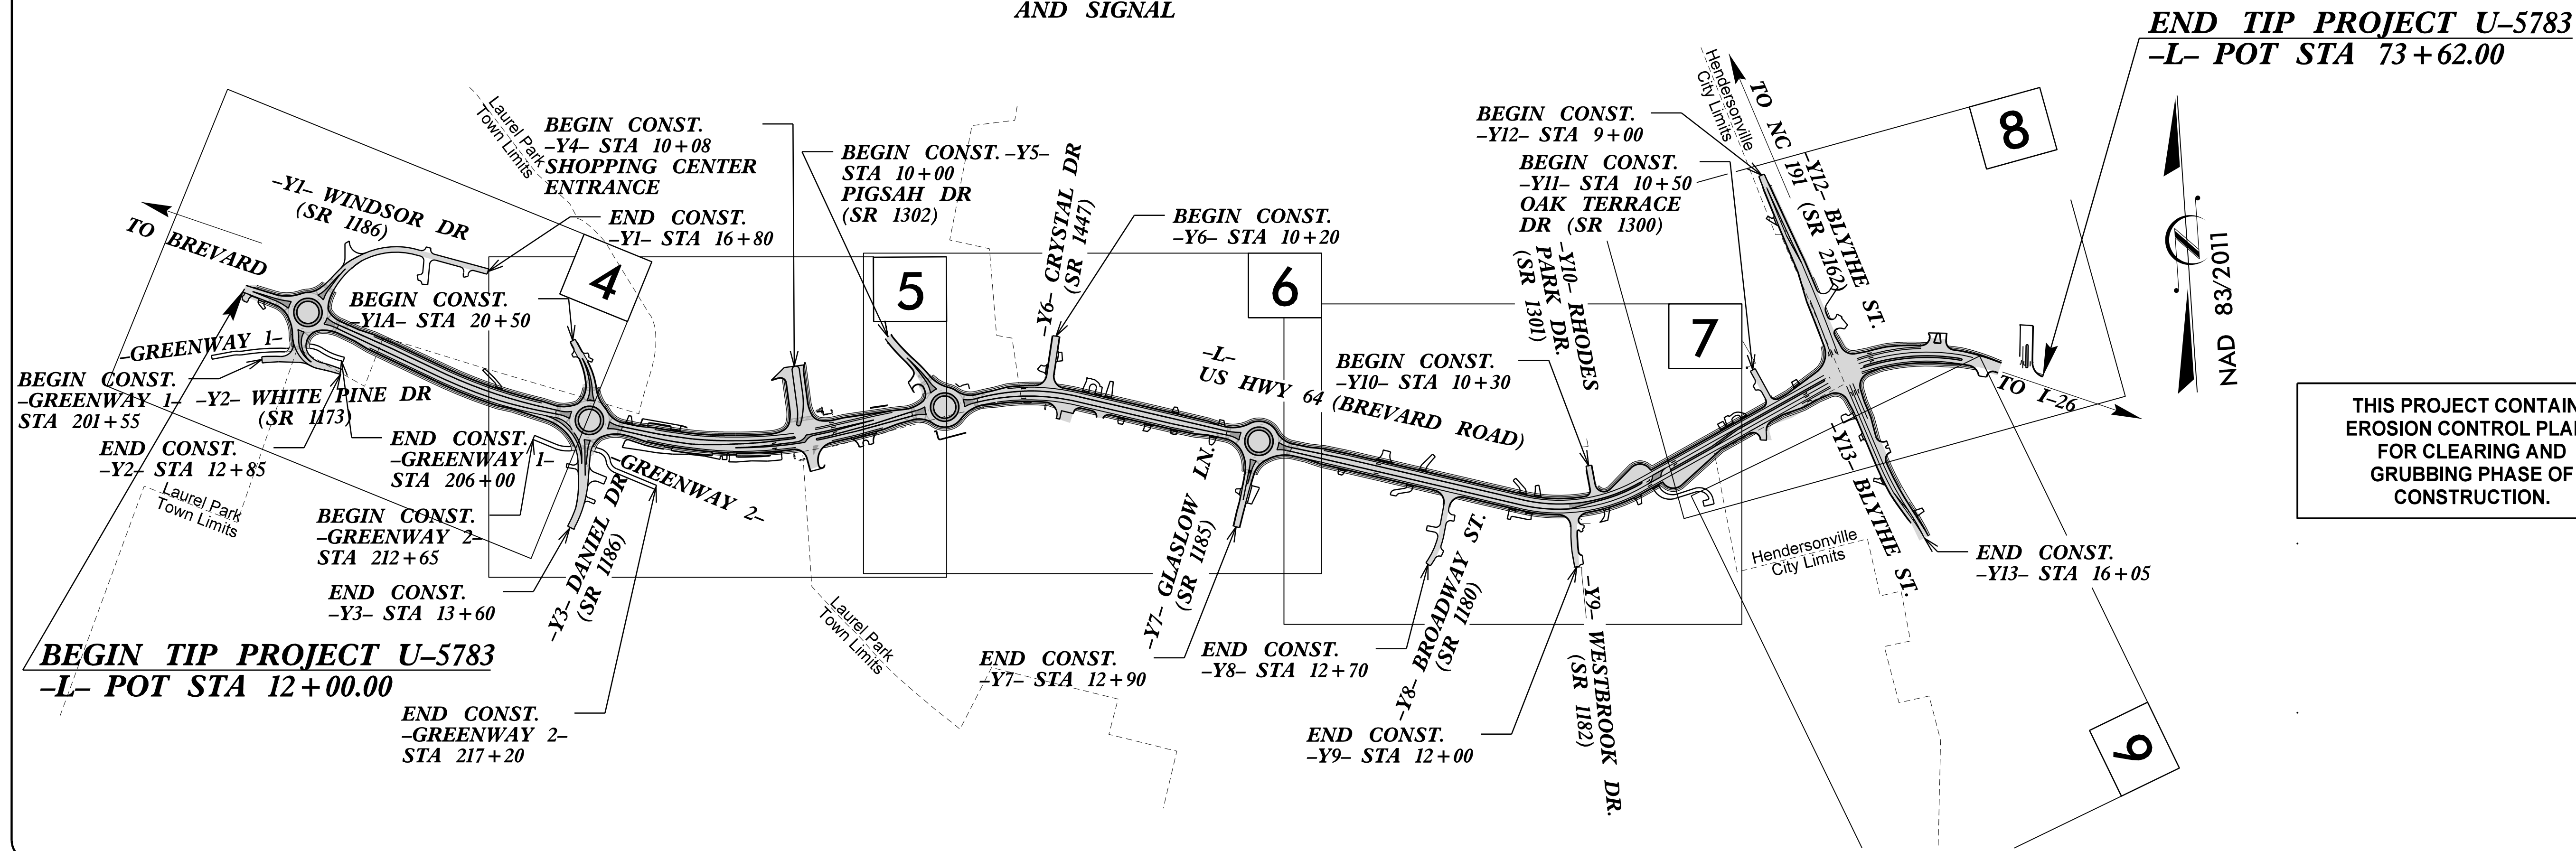 AND SIGNAL
END TIP PROJECT U–5783
–L– POT STA 73+62.00
Laurel Park
Town Limits
BEGIN CONST.
–Y4– STA 10+08
SHOPPING CENTER
ENTRANCE
BEGIN CONST. –Y5–
STA 10+00
PIGSAH DR
(SR 1302)
–Y6– CRYSTAL DR
(SR 1447)
BEGIN CONST.
–Y6– STA 10+20
BEGIN CONST.
–Y12– STA 9+00
BEGIN CONST.
–Y11– STA 10+50
OAK TERRACE
DR (SR 1300)
Hendersonville
City Limits
TO NC 191
–Y12– BLYTHE ST.
(SR 2162)
8
NAD 83/2011
–Y1– WINDSOR DR
(SR 1186)
TO BREVARD
END CONST.
–Y1– STA 16+80
4
5
6
7
BEGIN CONST.
–Y1A– STA 20+50
–GREENWAY 1–
BEGIN CONST.
–GREENWAY 1–
STA 201+55
–Y2– WHITE PINE DR
(SR 1173)
END CONST.
–Y2– STA 12+85
END CONST.
–GREENWAY 1–
STA 206+00
–GREENWAY 2–
–L–
US HWY 64 (BREVARD ROAD)
BEGIN CONST.
–Y10– STA 10+30
–Y10– RHODES
PARK DR.
(SR 1301)
TO I–26
THIS PROJECT CONTAIN
EROSION CONTROL PLA
FOR CLEARING AND
GRUBBING PHASE OF
CONSTRUCTION.
Laurel Park
Town Limits
BEGIN CONST.
–GREENWAY 2–
STA 212+65
END CONST.
–Y3– STA 13+60
–Y3– DANIEL DR
(SR 1186)
BEGIN TIP PROJECT U–5783
–L– POT STA 12+00.00
END CONST.
–GREENWAY 2–
STA 217+20
Laurel Park
Town Limits
END CONST.
–Y7– STA 12+90
–Y7– GLASLOW LN.
(SR 1185)
END CONST.
–Y8– STA 12+70
–Y8– BROADWAY ST.
(SR 1180)
END CONST.
–Y9– STA 12+00
–Y9– WESTBROOK DR.
(SR 1182)
Hendersonville
City Limits
–Y13– BLYTHE ST.
END CONST.
–Y13– STA 16+05
9